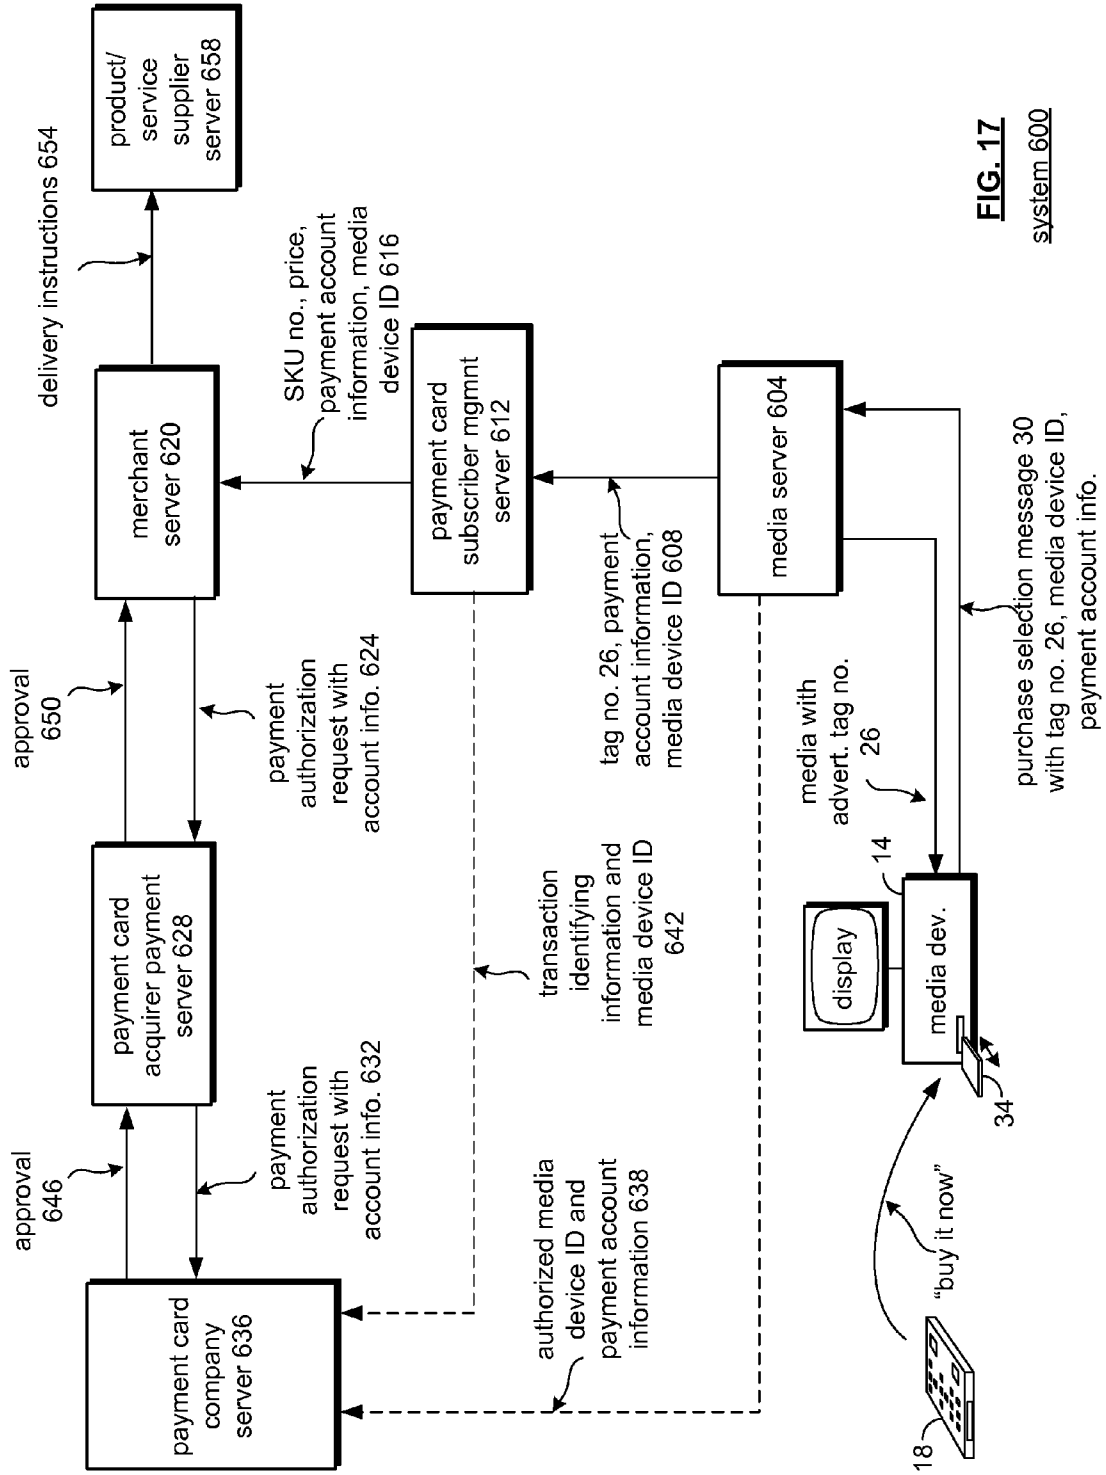 approval
646
approval
650
delivery instructions 654
payment card
company
server 636
payment card
acquirer payment
server 628
merchant
server 620
product/
service
supplier
server 658
payment
authorization
request with
account info. 632
payment
authorization
request with
account info. 624
SKU no., price,
payment account
information, media
device ID 616
payment card
subscriber mgmnt
server 612
authorized media
device ID and
payment account
information 638
transaction
identifying
information and
media device ID
642
tag no. 26, payment
account information,
media device ID 608
media server 604
"buy it now"
18
display
media dev.
14
34
media with
advert. tag no.
26
purchase selection message 30
with tag no. 26, media device ID,
payment account info.
FIG. 17
system 600